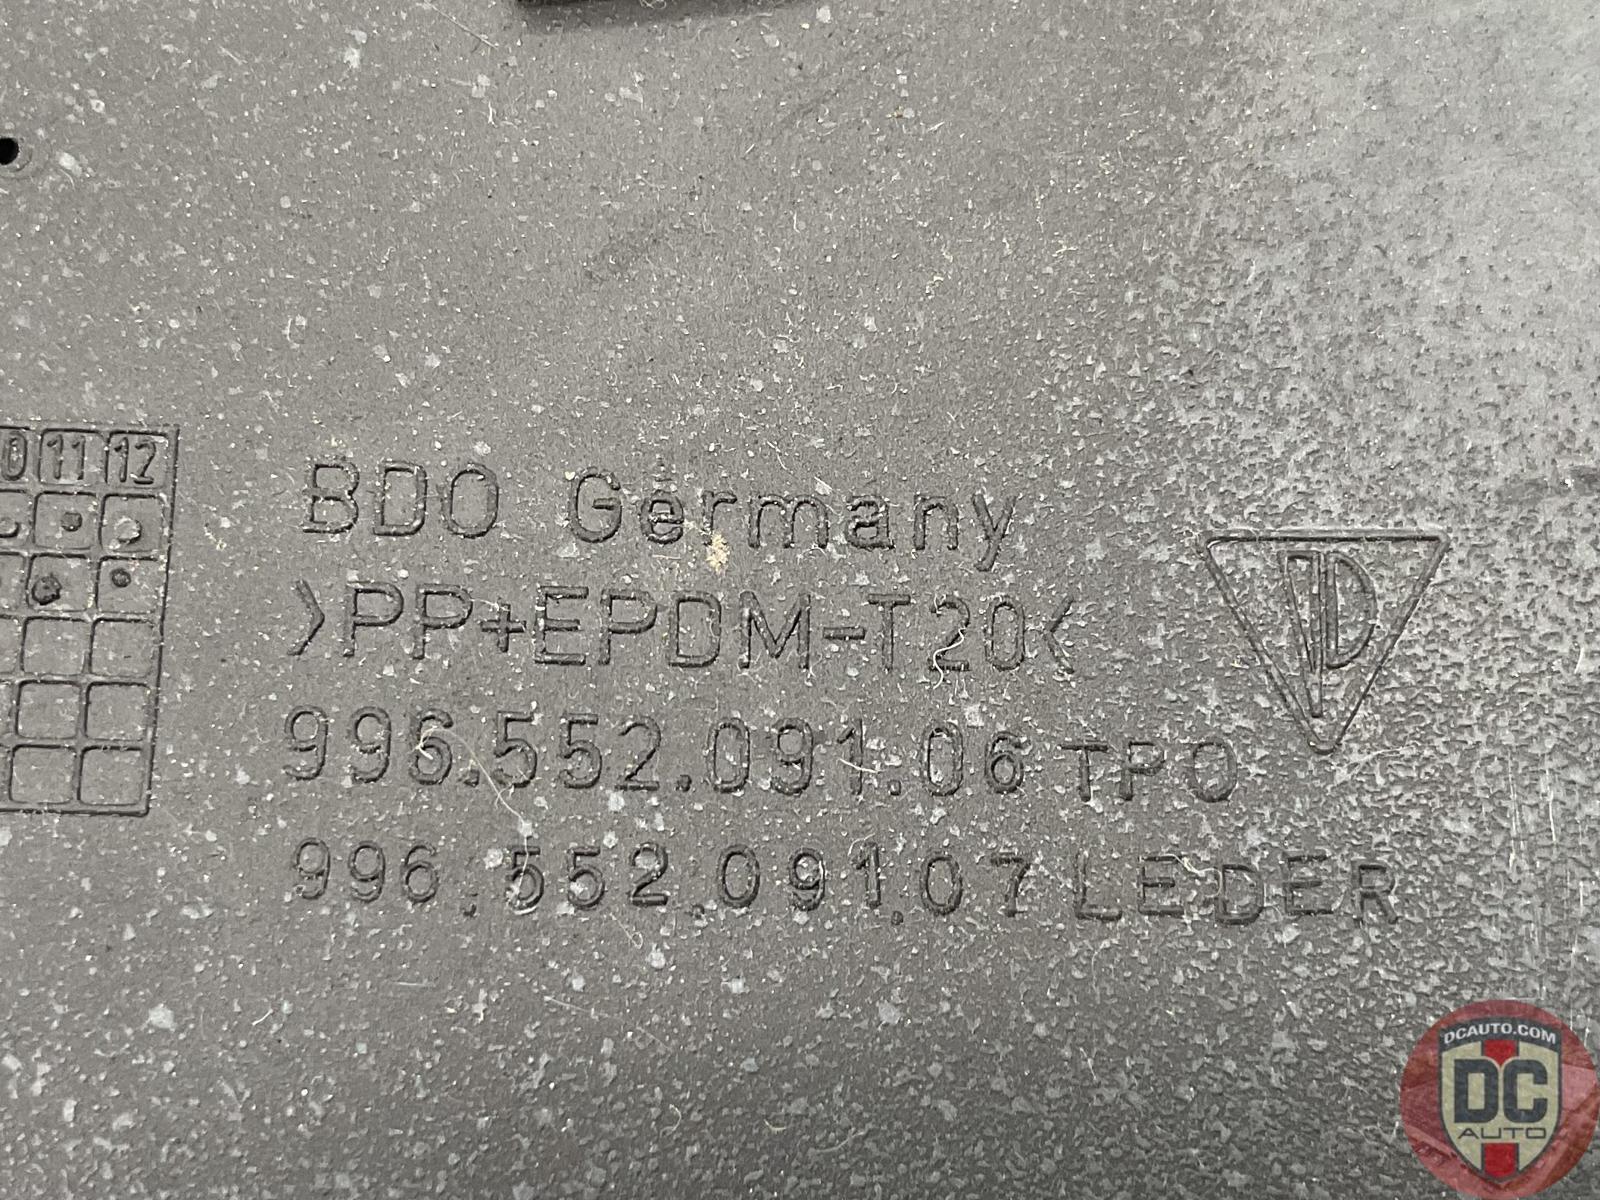 0 11 12
BDO Germany
>PP+EPDM-T20<
996.552.091.06 TPO
996.552.091.07 LEDER
DCAUTO.COM
DC
AUTO